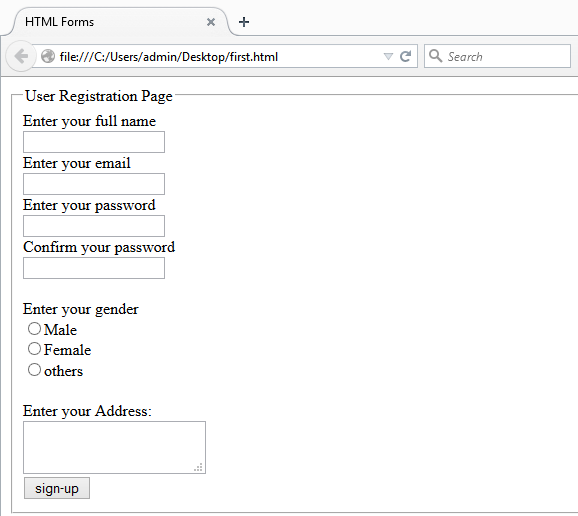 HTML Forms
file:///C:/Users/admin/Desktop/first.html
Search
User Registration Page
Enter your full name
Enter your email
Enter your password
Confirm your password
Enter your gender
Male
Female
others
Enter your Address:
sign-up